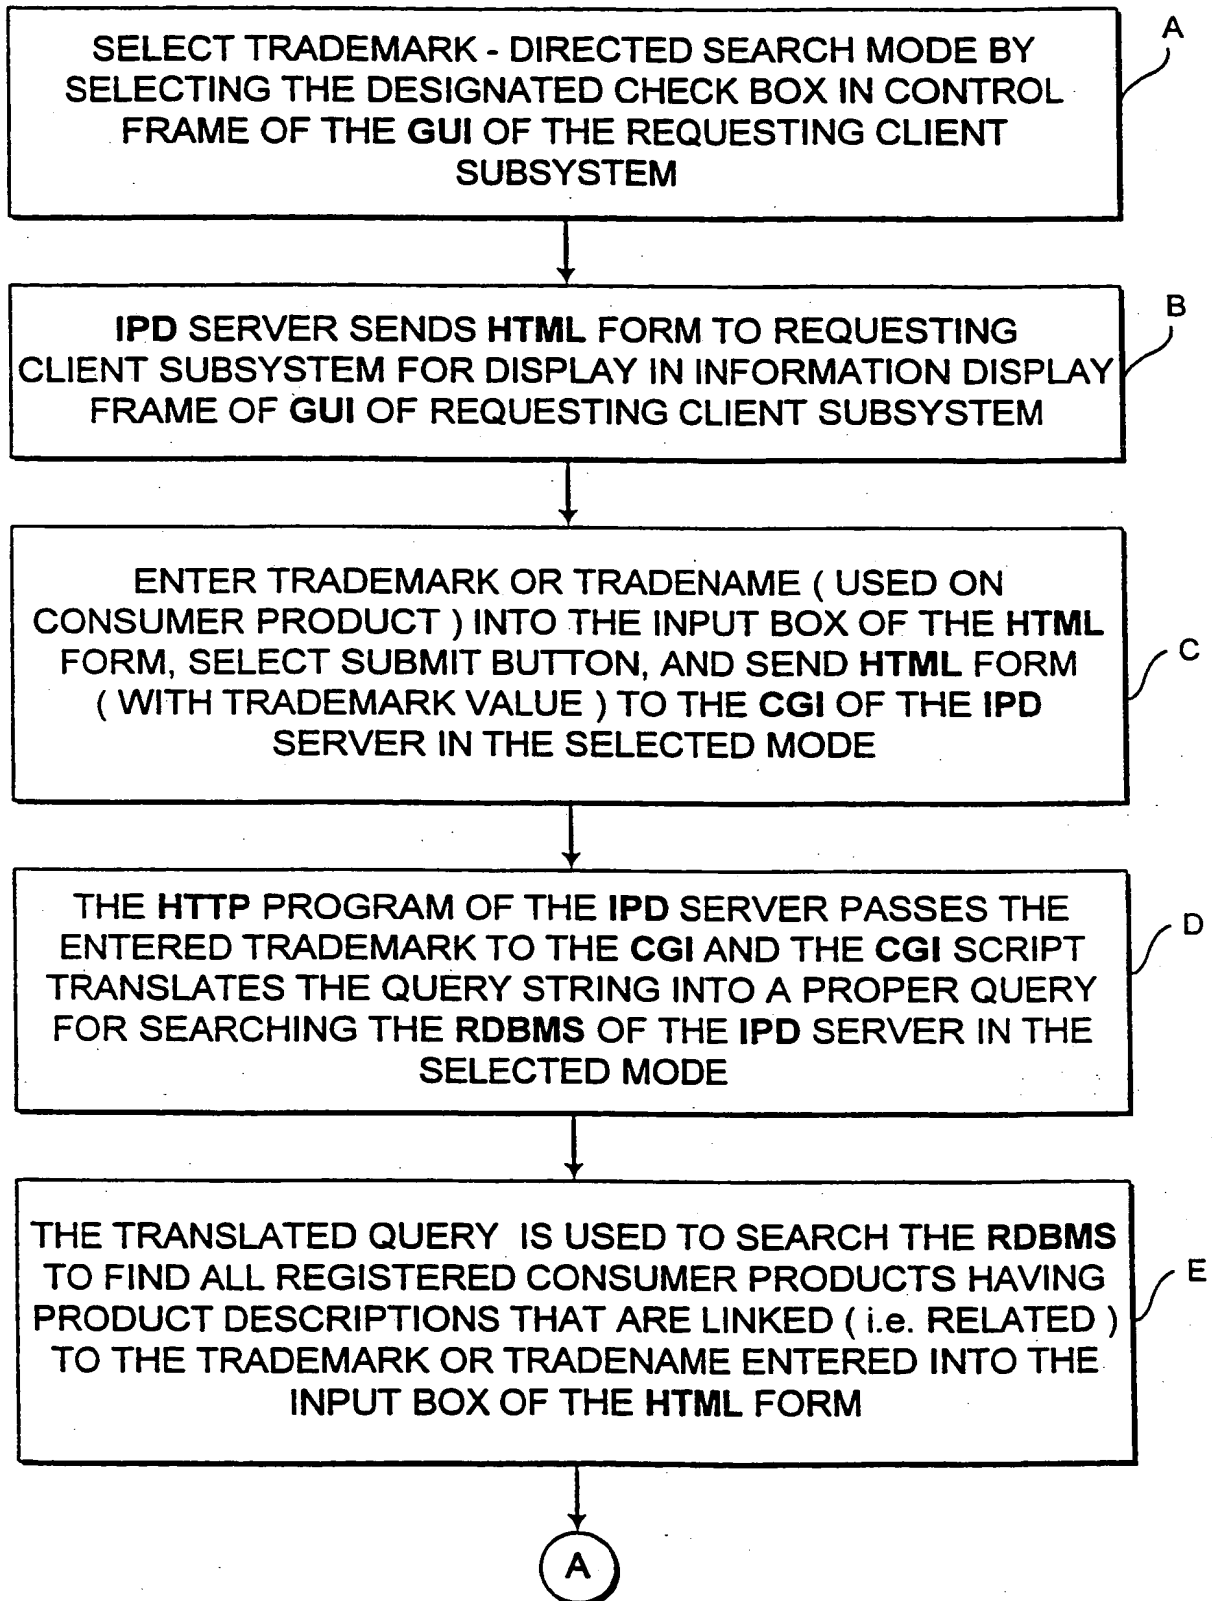 SELECT TRADEMARK - DIRECTED SEARCH MODE BY
SELECTING THE DESIGNATED CHECK BOX IN CONTROL
FRAME OF THE GUI OF THE REQUESTING CLIENT
SUBSYSTEM
A
IPD SERVER SENDS HTML FORM TO REQUESTING
CLIENT SUBSYSTEM FOR DISPLAY IN INFORMATION DISPLAY
FRAME OF GUI OF REQUESTING CLIENT SUBSYSTEM
B
ENTER TRADEMARK OR TRADENAME ( USED ON
CONSUMER PRODUCT ) INTO THE INPUT BOX OF THE HTML
FORM, SELECT SUBMIT BUTTON, AND SEND HTML FORM
( WITH TRADEMARK VALUE ) TO THE CGI OF THE IPD
SERVER IN THE SELECTED MODE
C
THE HTTP PROGRAM OF THE IPD SERVER PASSES THE
ENTERED TRADEMARK TO THE CGI AND THE CGI SCRIPT
TRANSLATES THE QUERY STRING INTO A PROPER QUERY
FOR SEARCHING THE RDBMS OF THE IPD SERVER IN THE
SELECTED MODE
D
THE TRANSLATED QUERY IS USED TO SEARCH THE RDBMS
TO FIND ALL REGISTERED CONSUMER PRODUCTS HAVING
PRODUCT DESCRIPTIONS THAT ARE LINKED ( i.e. RELATED )
TO THE TRADEMARK OR TRADENAME ENTERED INTO THE
INPUT BOX OF THE HTML FORM
E
A